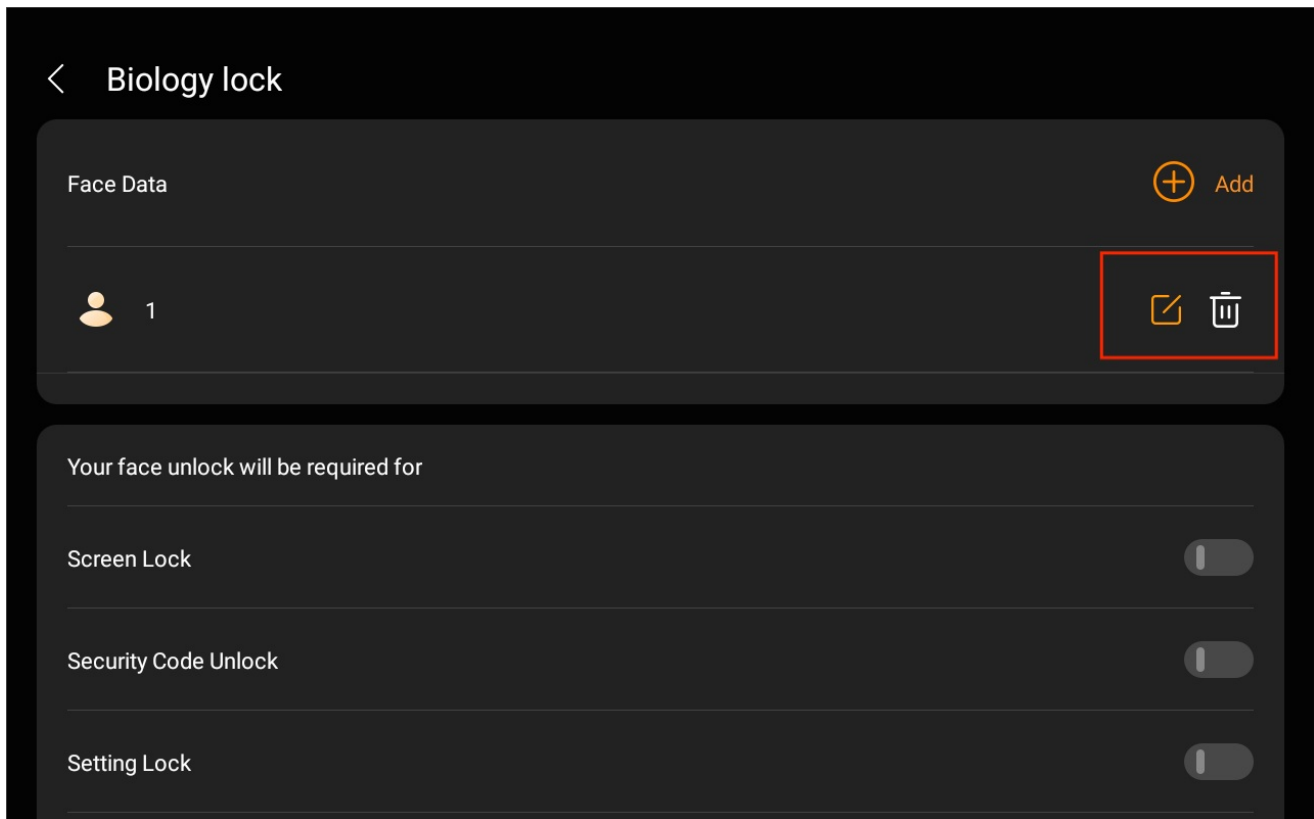 Biology lock
Face Data
Add
1
Your face unlock will be required for
Screen Lock
Security Code Unlock
Setting Lock